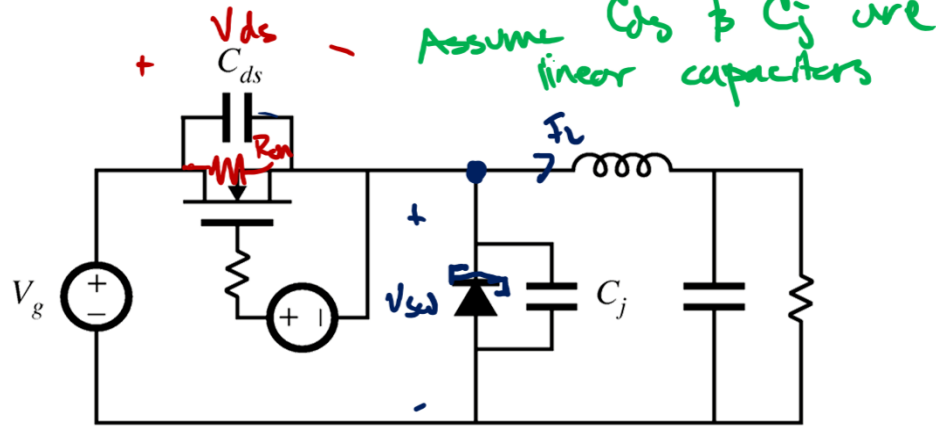 Vds
Assume Cds & Cj are
linear capacitors
+ −
Cds
Ron
IL
+
Vg
+
−
+ −
Vsw
Cj
-